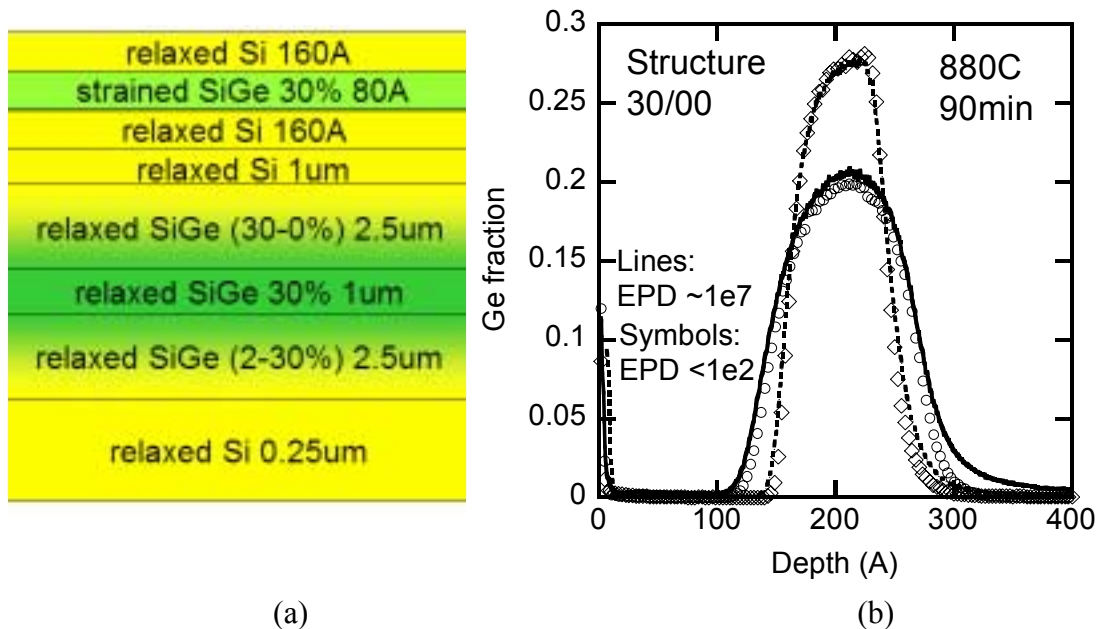 relaxed Si 160A
strained SiGe 30% 80A
relaxed Si 160A
relaxed Si 1um
relaxed SiGe (30-0%) 2.5um
relaxed SiGe 30% 1um
relaxed SiGe (2-30%) 2.5um
relaxed Si 0.25um
(a)
0.3
0.25
0.2
0.15
0.1
0.05
0
Ge fraction
Structure
30/00
880C
90min
Lines:
EPD ~1e7
Symbols:
EPD <1e2
0 100 200 300 400
Depth (A)
(b)